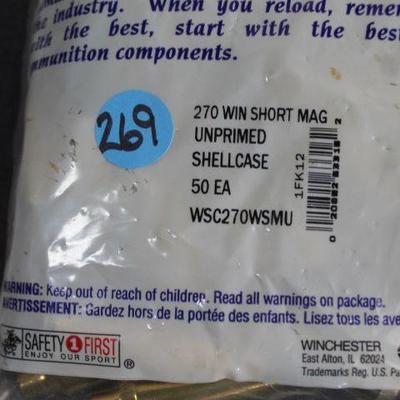 the industry. When you reload, remem
with the best, start with the best
mmunition components.
269
270 WIN SHORT MAG
UNPRIMED
SHELLCASE
50 EA
WSC270WSMU
1FK12
WARNING: Keep out of reach of children. Read all warnings on package.
AVERTISSEMENT: Gardez hors de la portée des enfants. Lisez tous les ave
SAFETY 1 FIRST
ENJOY OUR SPORT
®
WINCHESTER
East Alton, IL 62024
Trademarks Reg. U.S. Pa